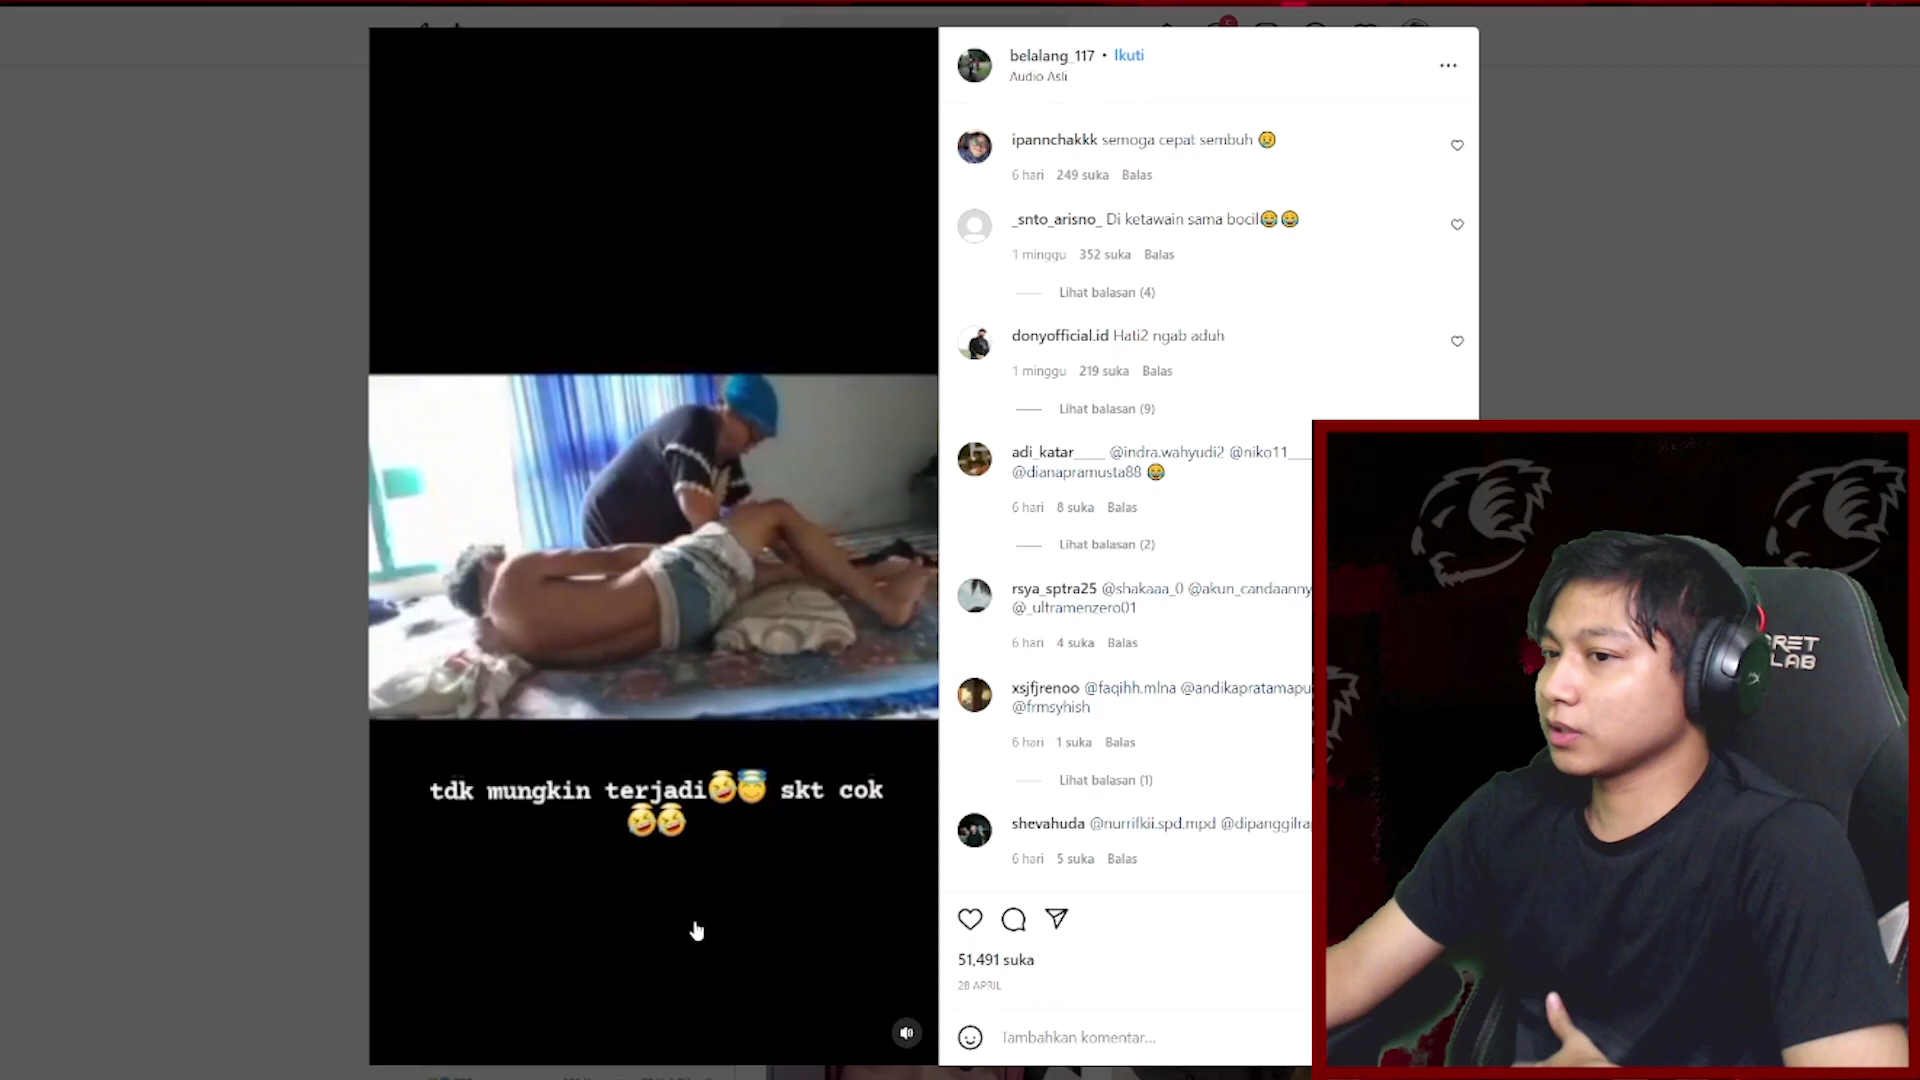 belalang_117 • Ikuti
Audio Asli
ipannchakkk semoga cepat sembuh 😢
6 hari 249 suka Balas
_snto_arisno_ Di ketawain sama bocil😂😂
1 minggu 352 suka Balas
Lihat balasan (4)
donyofficial.id Hati2 ngab aduh
1 minggu 219 suka Balas
Lihat balasan (9)
adi_katar____ @indra.wahyudi2 @niko11___
@dianapramusta88 😂
6 hari 8 suka Balas
Lihat balasan (2)
rsya_sptra25 @shakaaa_0 @akun_candaanny
@_ultramenzero01
6 hari 4 suka Balas
xsjfjrenoo @faqihh.mlna @andikapratamapu
@frmsyhish
6 hari 1 suka Balas
Lihat balasan (1)
shevahuda @nurrifkii.spd.mpd @dipanggilra
6 hari 5 suka Balas
51,491 suka
28 APRIL
Tambahkan komentar...
tdk mungkin terjadi🤣😇 skt cok
🤣🤣
RET
LAB